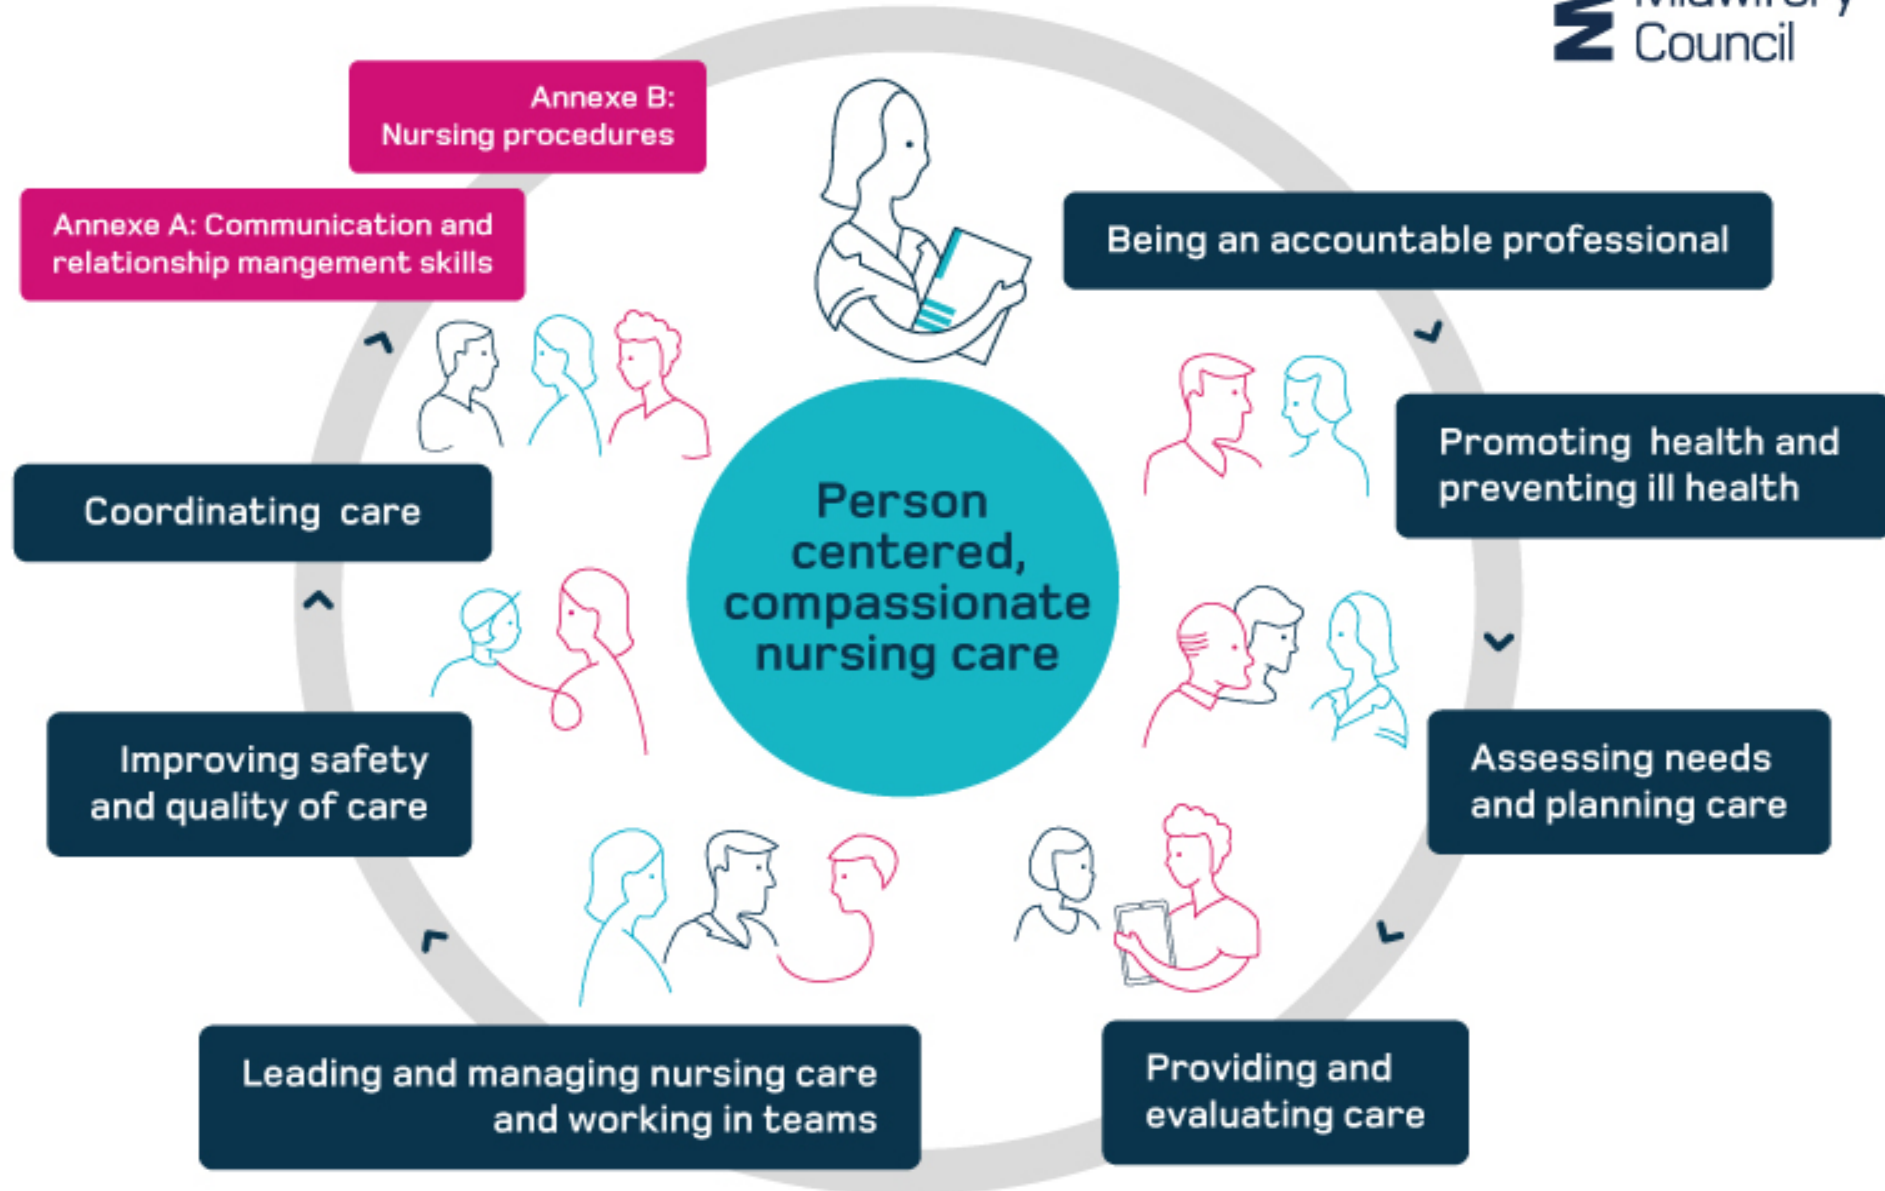 Council
Annexe B:
Nursing procedures
Annexe A: Communication and
relationship mangement skills
Being an accountable professional
Promoting health and
preventing ill health
Coordinating care
Person
centered,
compassionate
nursing care
Improving safety
and quality of care
Assessing needs
and planning care
Leading and managing nursing care
and working in teams
Providing and
evaluating care